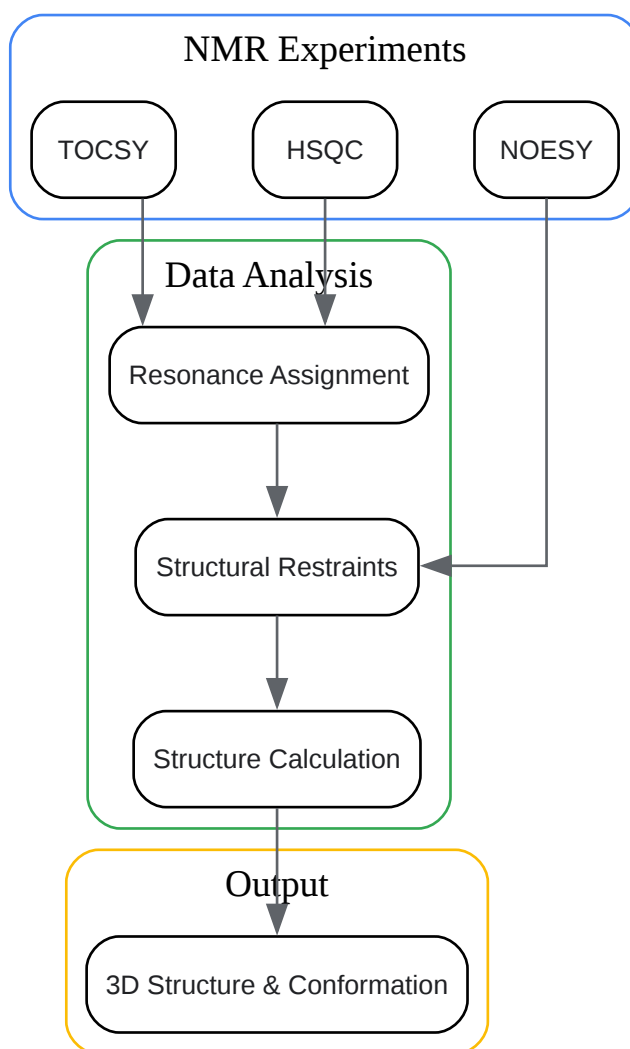 NMR Experiments
TOCSY
HSQC
NOESY
Data Analysis
Resonance Assignment
Structural Restraints
Structure Calculation
Output
3D Structure & Conformation